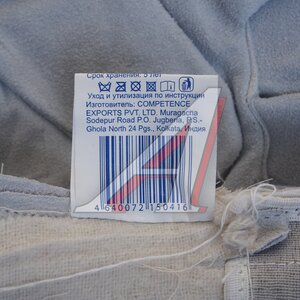 Срок хранения: 5 лет
Уход и утилизация по инструкции
Изготовитель: COMPETENCE
EXPORTS PVT. LTD. Muragacha
Sodepur Road P.O. Jugberia, P.S.-
Ghola North 24 Pgs., Kolkata, Индия
4 640072 150416